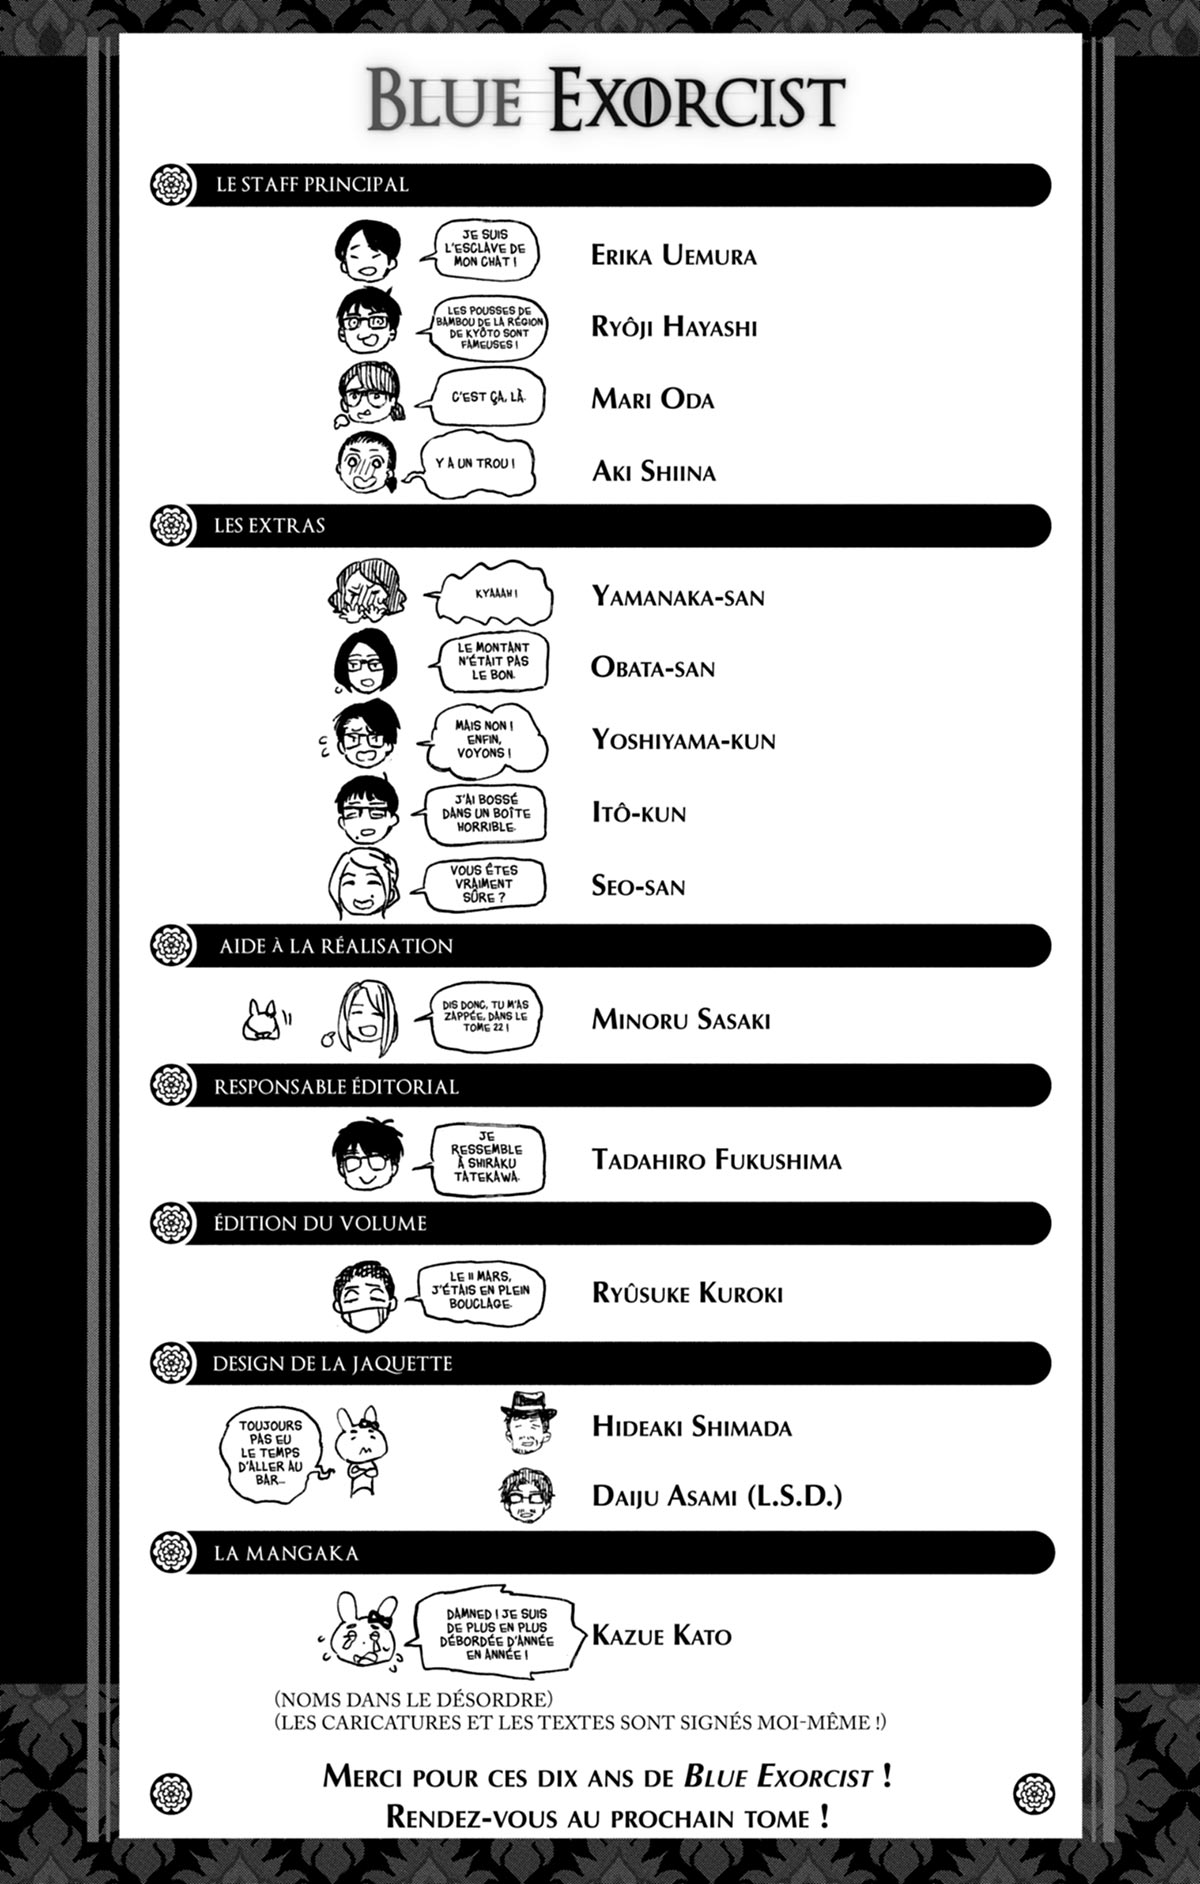 BLUE EXORCIST
LE STAFF PRINCIPAL
JE SUIS
L'ESCLAVE DE
MON CHAT !
ERIKA UEMURA
LES POUSSES DE
BAMBOU DE LA RÉGION
DE KYÔTO SONT
FAMEUSES !
RYÔJI HAYASHI
C'EST ÇA, LÀ.
MARI ODA
Y A UN TROU !
AKI SHIINA
LES EXTRAS
KYAAAH !
YAMANAKA-SAN
LE MONTANT
N'ÉTAIT PAS
LE BON.
OBATA-SAN
MAIS NON !
ENFIN,
VOYONS !
YOSHIYAMA-KUN
J'AI BOSSÉ
DANS UN BOÎTE
HORRIBLE.
ITÔ-KUN
VOUS ÊTES
VRAIMENT
SÛRE ?
SEO-SAN
AIDE À LA RÉALISATION
DIS DONC, TU M'AS
ZAPPÉE, DANS LE
TOME 22 !
MINORU SASAKI
RESPONSABLE ÉDITORIAL
JE
RESSEMBLE
À SHIRAKU
TATEKAWA.
TADAHIRO FUKUSHIMA
ÉDITION DU VOLUME
LE 11 MARS,
J'ÉTAIS EN PLEIN
BOUCLAGE.
RYÛSUKE KUROKI
DESIGN DE LA JAQUETTE
TOUJOURS
PAS EU
LE TEMPS
D'ALLER AU
BAR...
HIDEAKI SHIMADA
DAIJU ASAMI (L.S.D.)
LA MANGAKA
DAMNED ! JE SUIS
DE PLUS EN PLUS
DÉBORDÉE D'ANNÉE
EN ANNÉE !
KAZUE KATO
(NOMS DANS LE DÉSORDRE)
(LES CARICATURES ET LES TEXTES SONT SIGNÉS MOI-MÊME !)
MERCI POUR CES DIX ANS DE BLUE EXORCIST !
RENDEZ-VOUS AU PROCHAIN TOME !